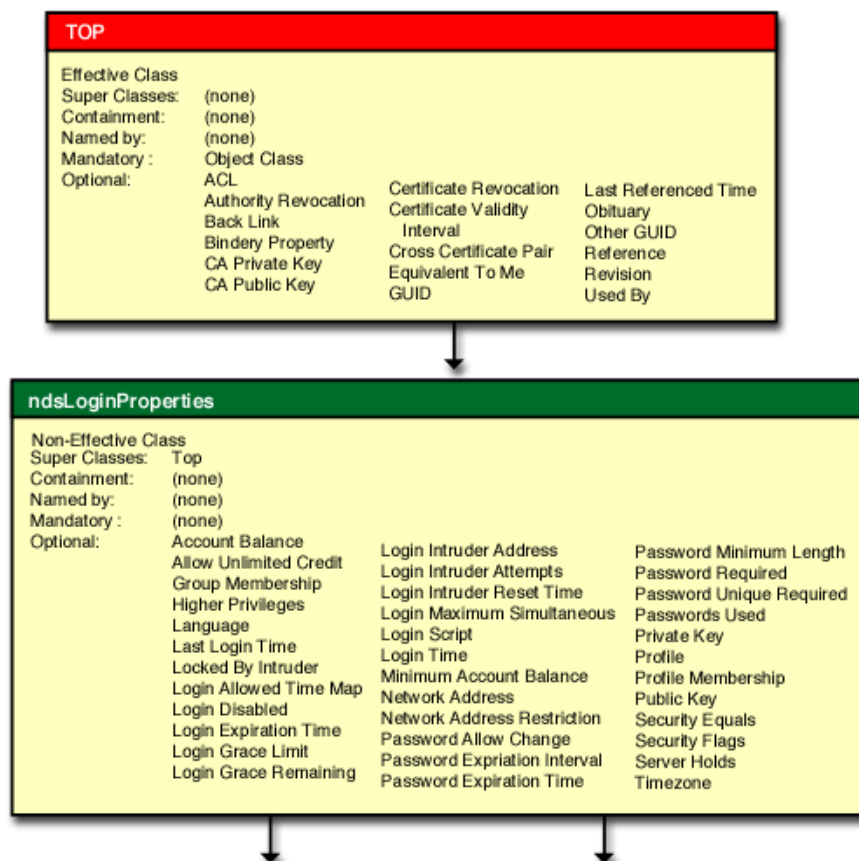 TOP
Effective Class
Super Classes: (none)
Containment: (none)
Named by: (none)
Mandatory : Object Class
Optional: ACL
Authority Revocation
Back Link
Bindery Property
CA Private Key
CA Public Key
Certificate Revocation
Certificate Validity
Interval
Cross Certificate Pair
Equivalent To Me
GUID
Last Referenced Time
Obituary
Other GUID
Reference
Revision
Used By
ndsLoginProperties
Non-Effective Class
Super Classes: Top
Containment: (none)
Named by: (none)
Mandatory : (none)
Optional: Account Balance
Allow Unlimited Credit
Group Membership
Higher Privileges
Language
Last Login Time
Locked By Intruder
Login Allowed Time Map
Login Disabled
Login Expiration Time
Login Grace Limit
Login Grace Remaining
Login Intruder Address
Login Intruder Attempts
Login Intruder Reset Time
Login Maximum Simultaneous
Login Script
Login Time
Minimum Account Balance
Network Address
Network Address Restriction
Password Allow Change
Password Expriation Interval
Password Expiration Time
Password Minimum Length
Password Required
Password Unique Required
Passwords Used
Private Key
Profile
Profile Membership
Public Key
Security Equals
Security Flags
Server Holds
Timezone